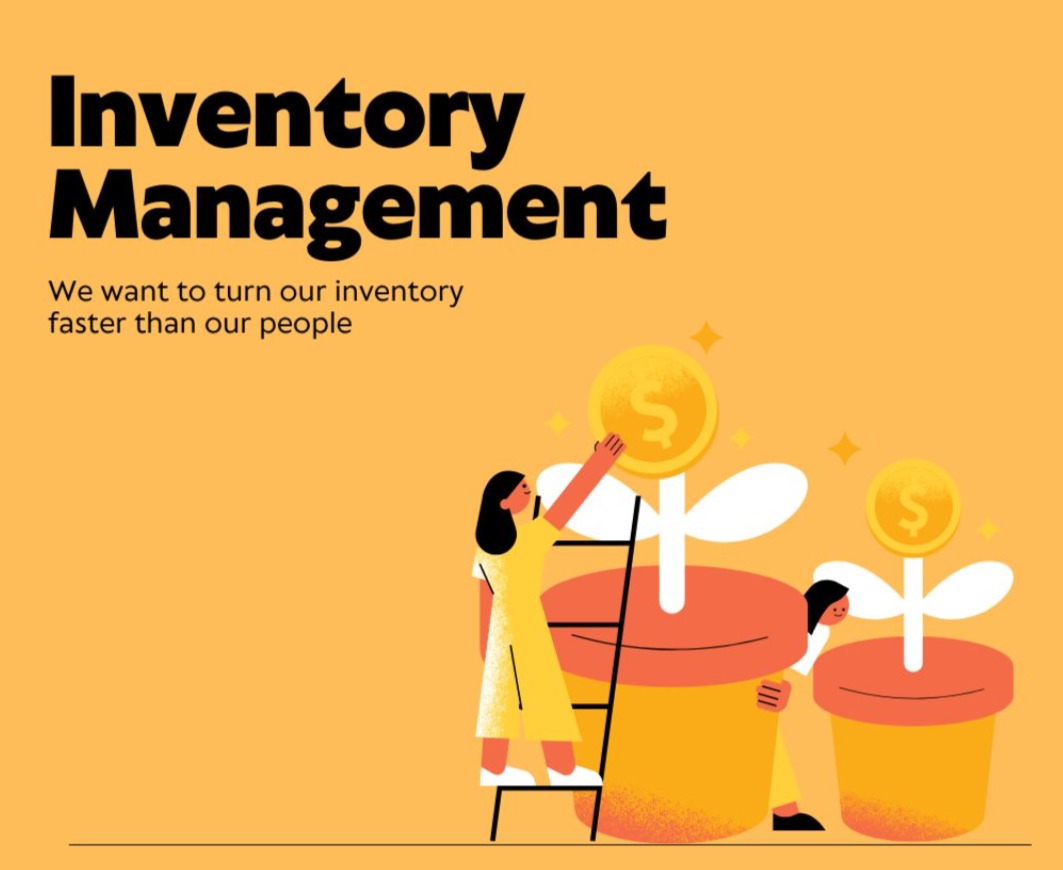 Inventory
Management
We want to turn our inventory
faster than our people
$
$